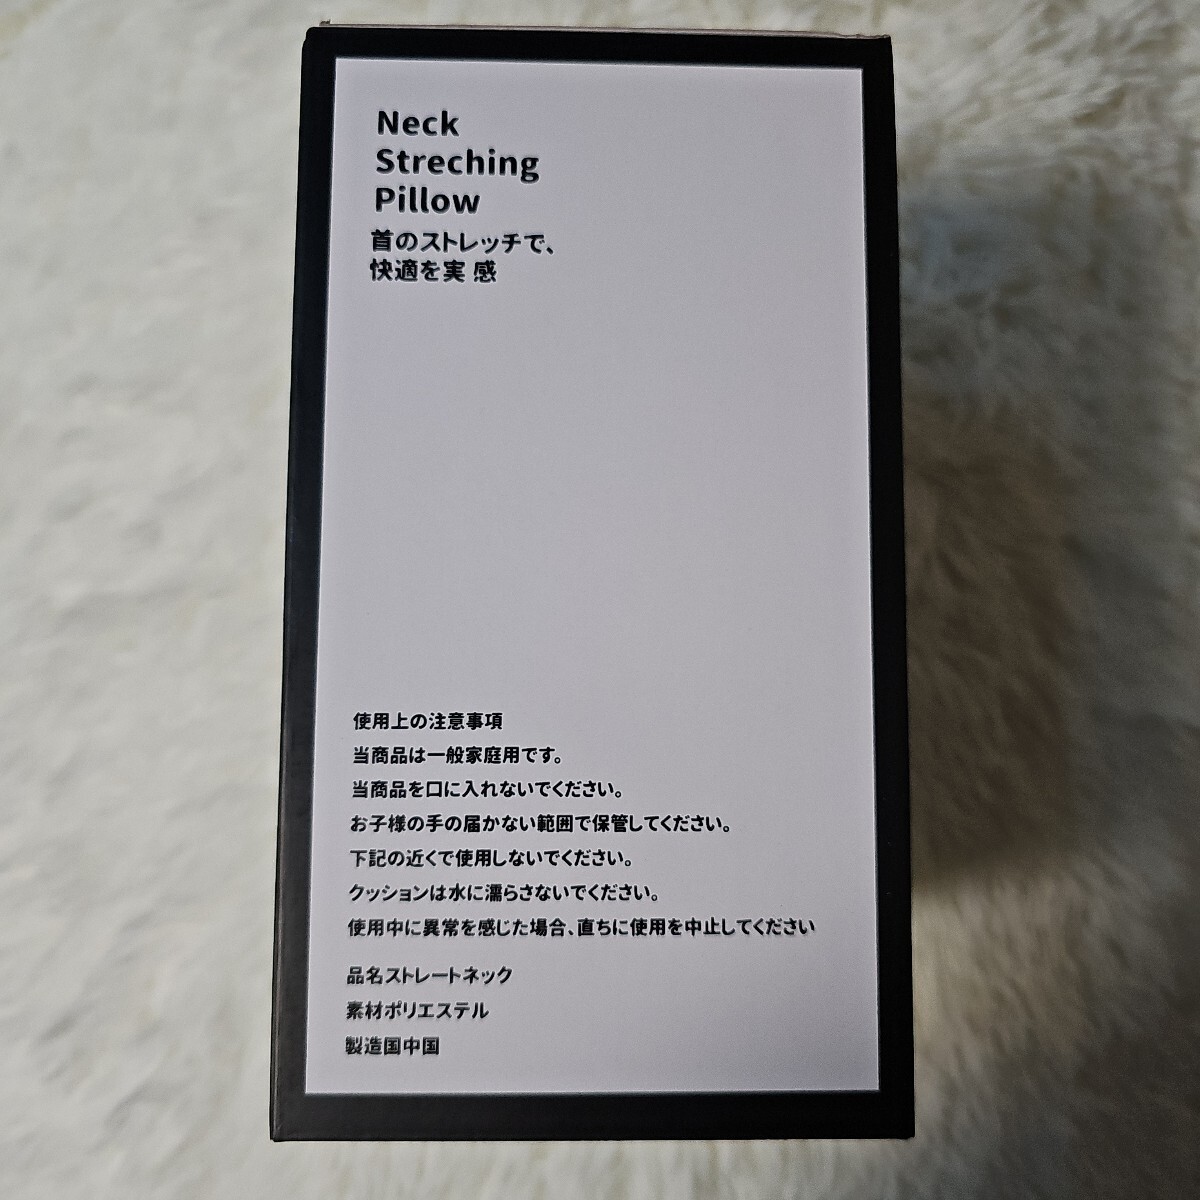 Neck
Streching
Pillow
首のストレッチで、
快適を実 感
使用上の注意事項
当商品は一般家庭用です。
当商品を口に入れないでください。
お子様の手の届かない範囲で保管してください。
下記の近くで使用しないでください。
クッションは水に濡らさないでください。
使用中に異常を感じた場合、直ちに使用を中止してください
品名ストレートネック
素材ポリエステル
製造国中国